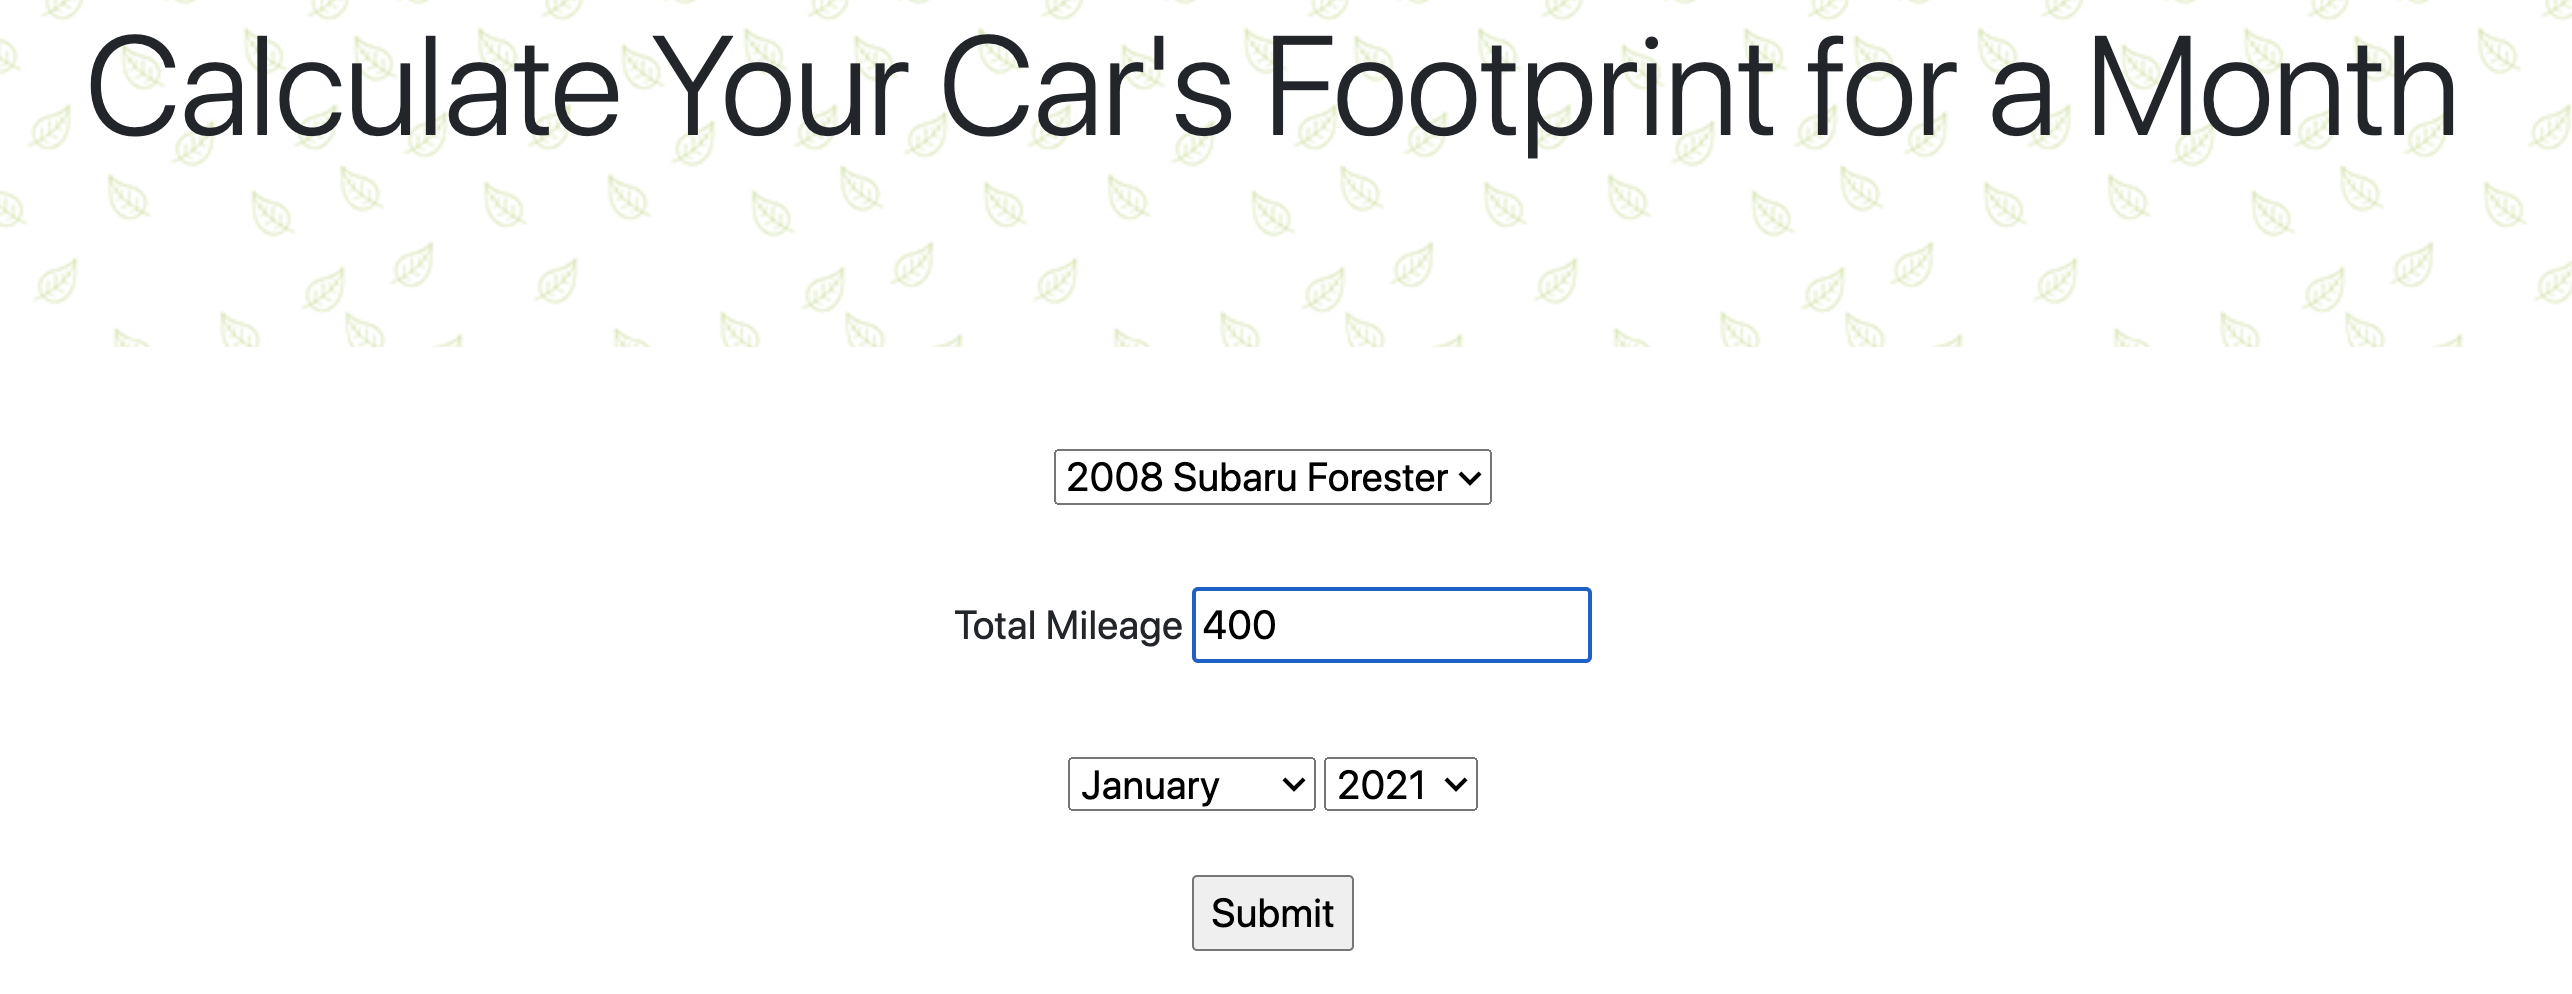 Calculate Your Car's Footprint for a Month
2008 Subaru Forester
Total Mileage 400
January 2021
Submit